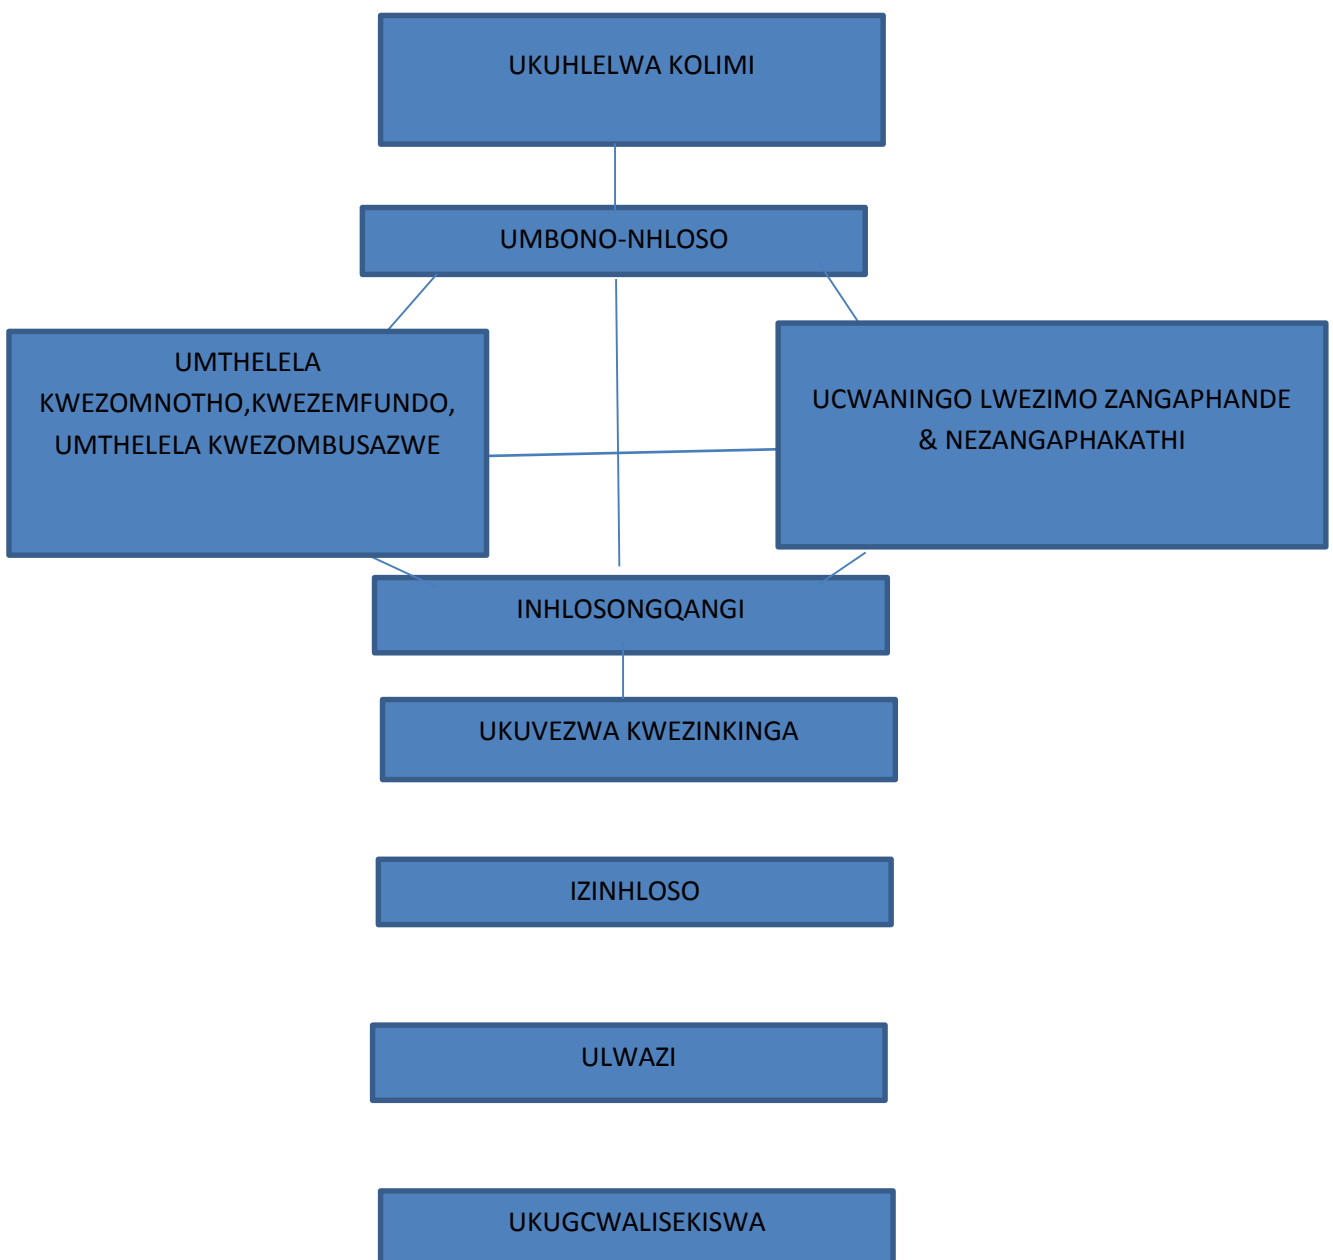 UKUHLELWA KOLIMI
UMBONO-NHLOSO
UMTHELELA
KWEZOMNOTHO,KWEZEMFUNDO,
UMTHELELA KWEZOMBUSAZWE
UCWANINGO LWEZIMO ZANGAPHANDE
& NEZANGAPHAKATHI
INHLOSONGQANGI
UKUVEZWA KWEZINKINGA
IZINHLOSO
ULWAZI
UKUGCWALISEKISWA